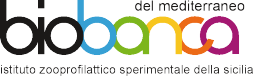 del mediterraneo
biobanca
istituto zooprofilattico sperimentale della sicilia